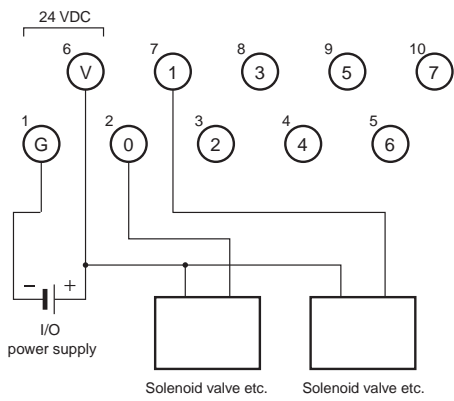 24 VDC
6 7 8 9 10
V 1 3 5 7
1 2 3 4 5
G 0 2 4 6
− +
I/O
power supply
Solenoid valve etc. Solenoid valve etc.